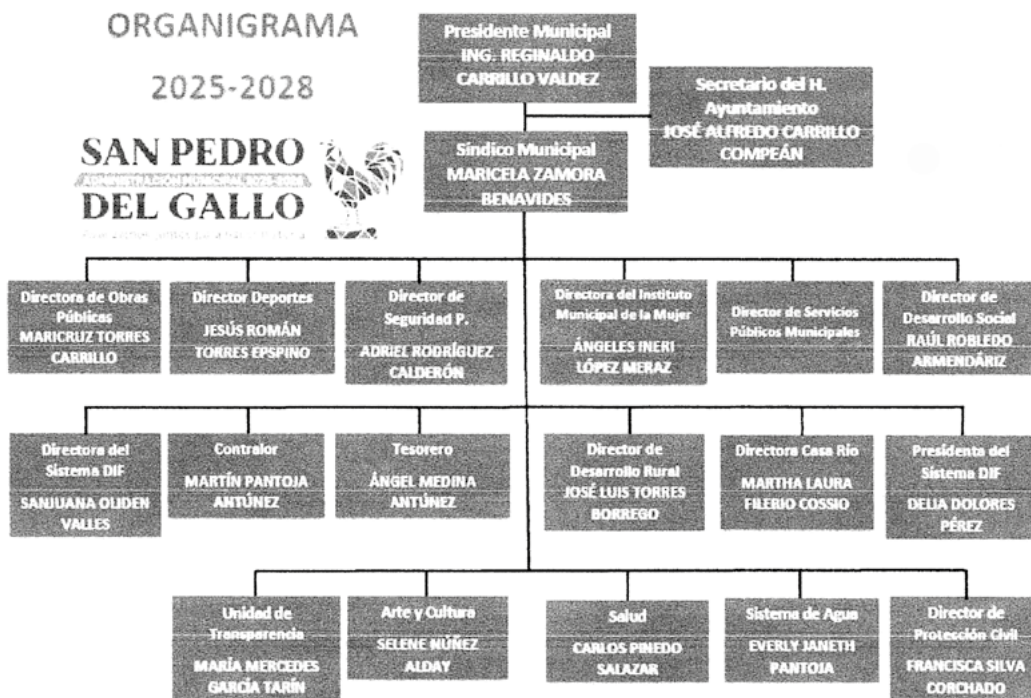 ORGANIGRAMA
2025-2028
SAN PEDRO
ADMINISTRACIÓN MUNICIPAL
DEL GALLO
Presidente Municipal
ING. REGINALDO
CARRILLO VALDEZ
Secretario del H.
Ayuntamiento
JOSÉ ALFREDO CARRILLO
COMPEÁN
Síndico Municipal
MARICELA ZAMORA
BENAVIDES
Directora de Obras
Públicas
MARICRUZ TORRES
CARRILLO
Director Deportes
JESÚS ROMÁN
TORRES EPSPINO
Director de
Seguridad P.
ADRIEL RODRÍGUEZ
CALDERÓN
Directora del Instituto
Municipal de la Mujer
ÁNGELES INERI
LÓPEZ MERAZ
Director de Servicios
Públicos Municipales
Director de
Desarrollo Social
RAÚL ROBLEDO
ARMENDÁRIZ
Directora del
Sistema DIF
SANJUANA OLIDEN
VALLES
Contralor
MARTÍN PANTOJA
ANTÚNEZ
Tesorero
ÁNGEL MEDINA
ANTÚNEZ
Director de
Desarrollo Rural
JOSÉ LUIS TORRES
BORREGO
Directora Casa Río
MARTHA LAURA
FILERIO COSSIO
Presidenta del
Sistema DIF
DELIA DOLORES
PÉREZ
Unidad de
Transparencia
MARÍA MERCEDES
GARCÍA TARÍN
Arte y Cultura
SELENE NÚÑEZ
ALDAY
Salud
CARLOS PINEDO
SALAZAR
Sistema de Agua
EVERLY JANETH
PANTOJA
Director de
Protección Civil
FRANCISCA SILVA
CORCHADO